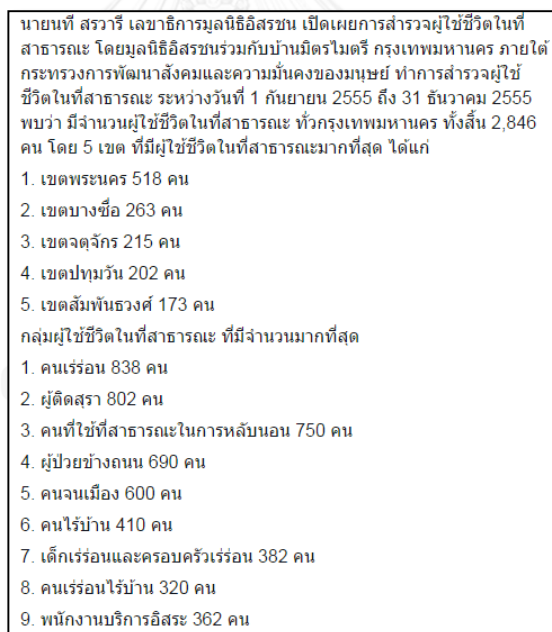 นายนที สรวารี เลขาธิการมูลนิธิอิสรชน เปิดเผยการสำรวจผู้ใช้ชีวิตในที่
สาธารณะ โดยมูลนิธิอิสรชนร่วมกับบ้านมิตรไมตรี กรุงเทพมหานคร ภายใต้
กระทรวงการพัฒนาสังคมและความมั่นคงของมนุษย์ ทำการสำรวจผู้ใช้
ชีวิตในที่สาธารณะ ระหว่างวันที่ 1 กันยายน 2555 ถึง 31 ธันวาคม 2555
พบว่า มีจำนวนผู้ใช้ชีวิตในที่สาธารณะ ทั่วกรุงเทพมหานคร ทั้งสิ้น 2,846
คน โดย 5 เขต ที่มีผู้ใช้ชีวิตในที่สาธารณะมากที่สุด ได้แก่
1. เขตพระนคร 518 คน
2. เขตบางซื่อ 263 คน
3. เขตจตุจักร 215 คน
4. เขตปทุมวัน 202 คน
5. เขตสัมพันธวงศ์ 173 คน
กลุ่มผู้ใช้ชีวิตในที่สาธารณะ ที่มีจำนวนมากที่สุด
1. คนเร่ร่อน 838 คน
2. ผู้ติดสุรา 802 คน
3. คนที่ใช้ที่สาธารณะในการหลับนอน 750 คน
4. ผู้ป่วยข้างถนน 690 คน
5. คนจนเมือง 600 คน
6. คนไร้บ้าน 410 คน
7. เด็กเร่ร่อนและครอบครัวเร่ร่อน 382 คน
8. คนเร่ร่อนไร้บ้าน 320 คน
9. พนักงานบริการอิสระ 362 คน